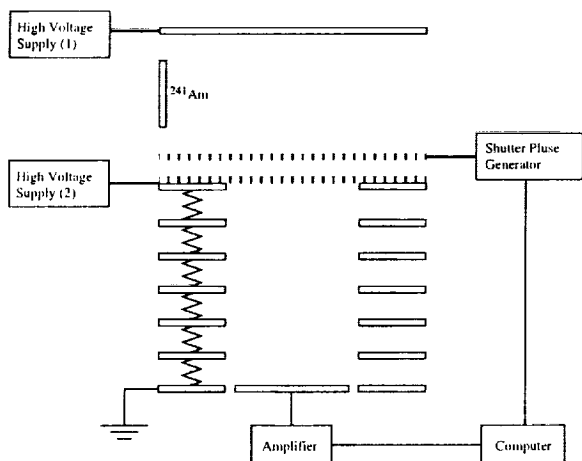 High Voltage
Supply (1)
241Am
High Voltage
Supply (2)
Shutter Pluse
Generator
Amplifier
Computer